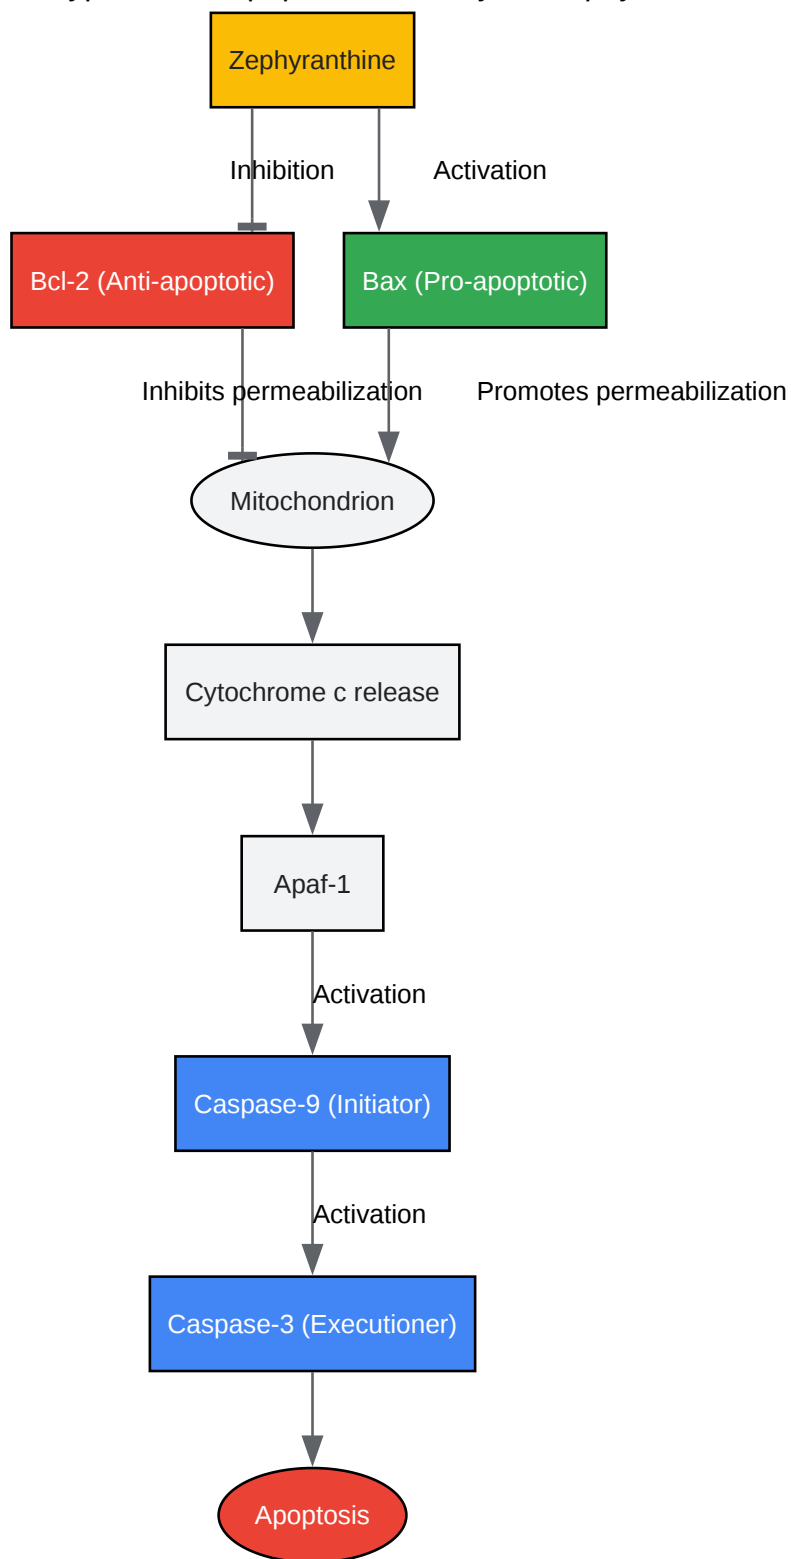 Zephyranthine
Inhibition
Activation
Bcl-2 (Anti-apoptotic)
Bax (Pro-apoptotic)
Inhibits permeabilization
Promotes permeabilization
Mitochondrion
Cytochrome c release
Apaf-1
Activation
Caspase-9 (Initiator)
Activation
Caspase-3 (Executioner)
Apoptosis